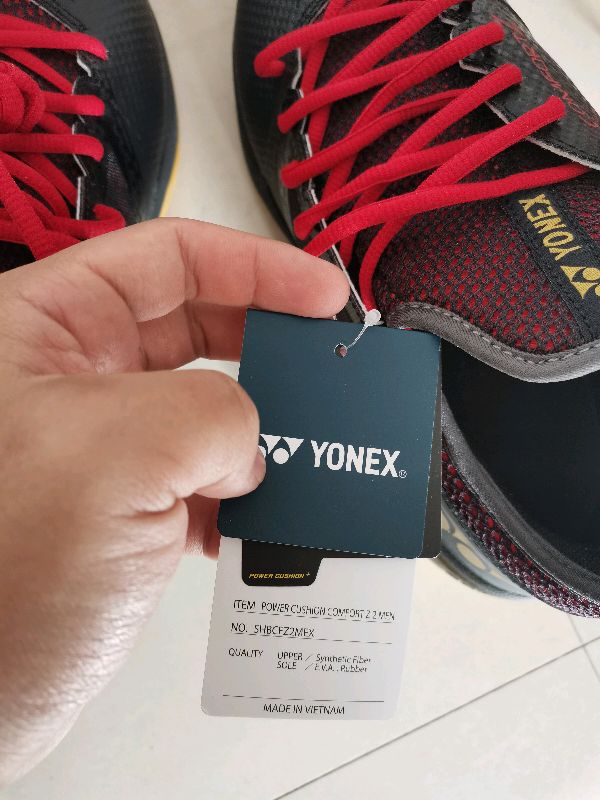 YONEX
YONEX®
POWER CUSHION+
ITEM POWER CUSHION COMFORT Z 2 MEN
NO. SHBCFZ2MEX
QUALITY UPPER / Synthetic Fiber
SOLE / E.V.A., Rubber
MADE IN VIETNAM